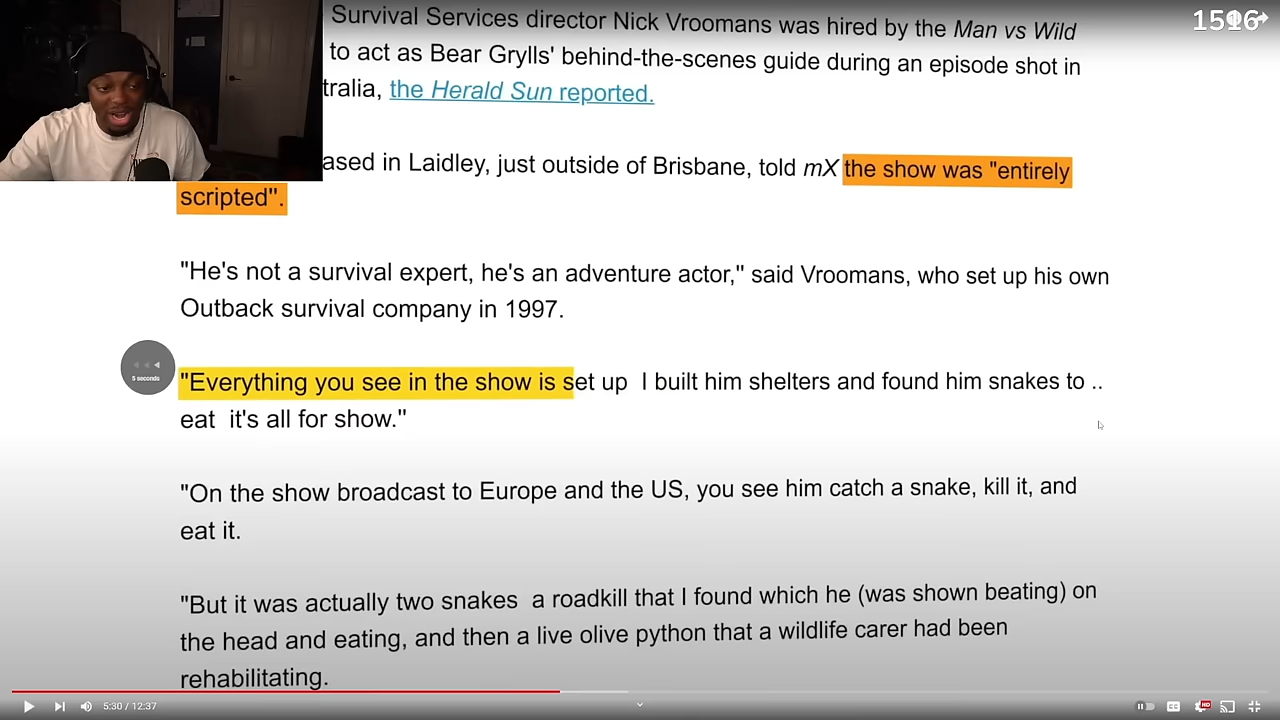 Survival Services director Nick Vroomans was hired by the Man vs Wild
to act as Bear Grylls' behind-the-scenes guide during an episode shot in
tralia, the Herald Sun reported.
ased in Laidley, just outside of Brisbane, told mX the show was "entirely
scripted".
"He's not a survival expert, he's an adventure actor," said Vroomans, who set up his own
Outback survival company in 1997.
5 seconds
"Everything you see in the show is set up I built him shelters and found him snakes to ..
eat it's all for show."
"On the show broadcast to Europe and the US, you see him catch a snake, kill it, and
eat it.
"But it was actually two snakes a roadkill that I found which he (was shown beating) on
the head and eating, and then a live olive python that a wildlife carer had been
rehabilitating.
5:30 / 12:37
CC
HD